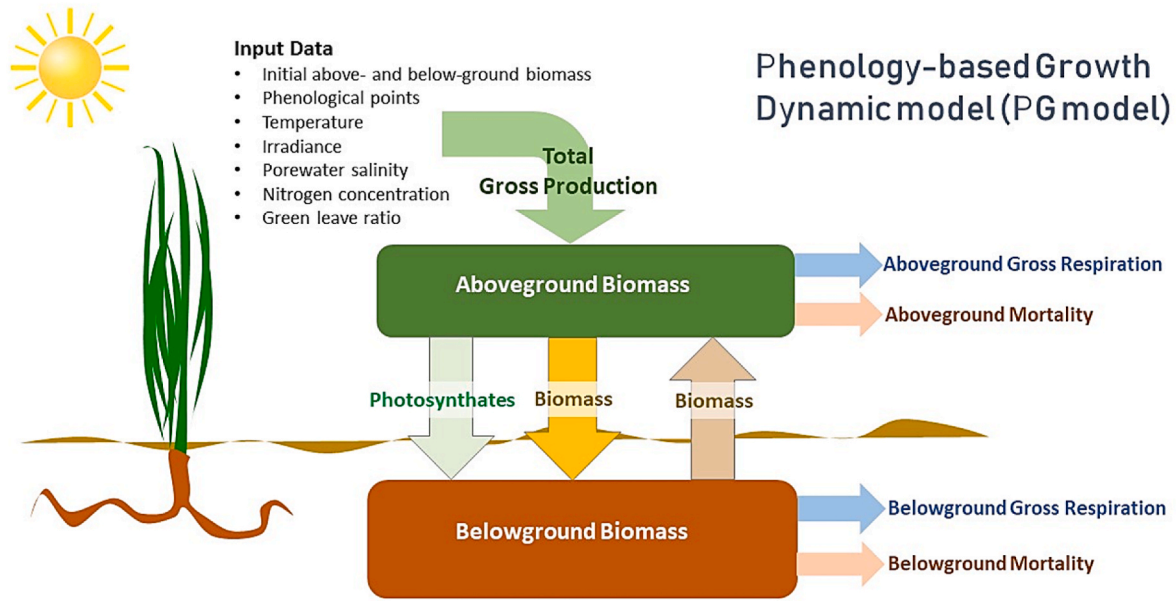 Input Data
• Initial above- and below-ground biomass
• Phenological points
• Temperature
• Irradiance
• Porewater salinity
• Nitrogen concentration
• Green leave ratio
Phenology-based Growth
Dynamic model (PG model)
Total
Gross Production
Aboveground Biomass
Aboveground Gross Respiration
Aboveground Mortality
Photosynthates
Biomass
Biomass
Belowground Biomass
Belowground Gross Respiration
Belowground Mortality